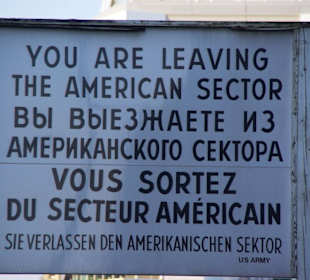 YOU ARE LEAVING
THE AMERICAN SECTOR
ВЫ ВЫЕЗЖАЕТЕ ИЗ
АМЕРИКАНСКОГО СЕКТОРА
VOUS SORTEZ
DU SECTEUR AMÉRICAIN
SIE VERLASSEN DEN AMERIKANISCHEN SEKTOR
US ARMY